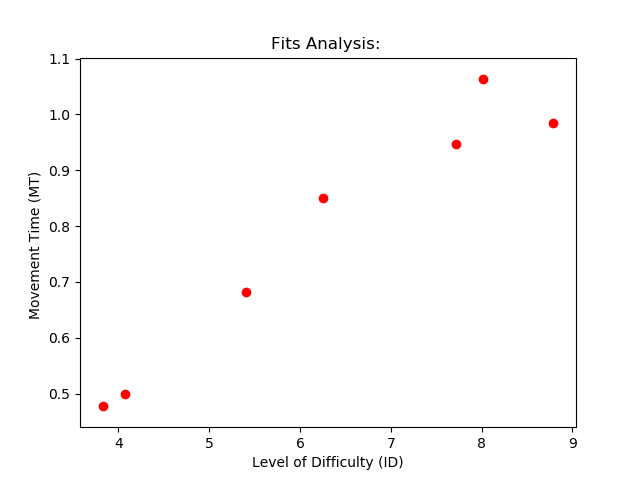 Fits Analysis:
1.1
1.0
0.9
0.8
0.7
0.6
0.5
Movement Time (MT)
4 5 6 7 8 9
Level of Difficulty (ID)